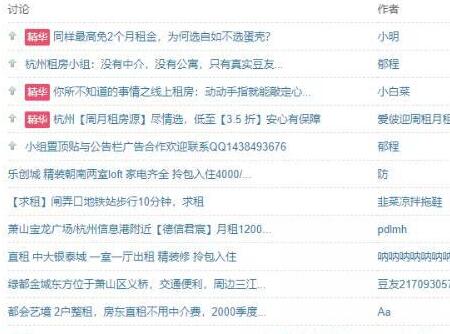 讨论 作者
精华 同样最高免2个月租金，为何选自如不选蛋壳？ 小明
杭州租房小组：没有中介，没有公寓，只有真实豆友... 郁程
精华 你所不知道的事情之线上租房：动动手指就能敲定心... 小白菜
精华 杭州【周月租房源】尽情选，低至【3.5 折】安心有保障 爱彼迎周租月租
小组置顶贴与公告栏广告合作欢迎联系QQ1438493676 郁程
乐创城 精装朝南两室loft 家电齐全 拎包入住4000/... 防
【求租】闸弄口地铁站步行10分钟，求租 韭菜凉拌拖鞋
萧山宝龙广场/杭州信息港附近【德信君宸】月租1200... pdlmh
直租 中大银泰城 一室一厅出租 精装修 拎包入住 呐呐呐呐呐呐呐
绿都金域东方位于萧山区义桥，交通便利，周边三江... 豆友217093057
都会艺墙 2户整租，房东直租不用中介费，2000季度... Aa